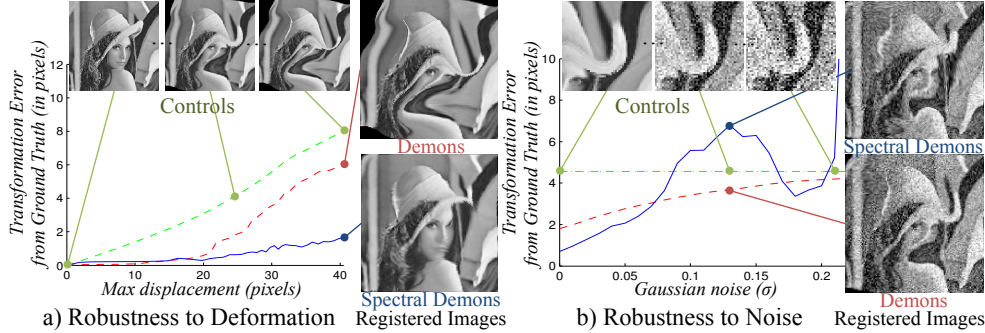 Transformation Error
from Ground Truth (in pixels)
12
10
8
6
4
2
0
0
10
20
30
40
Max displacement (pixels)
Controls
Demons
Spectral Demons
Registered Images
a) Robustness to Deformation
Transformation Error
from Ground Truth (in pixels)
10
8
6
4
2
0
0
0.05
0.1
0.15
0.2
Gaussian noise (σ)
Controls
Spectral Demons
Demons
Registered Images
b) Robustness to Noise